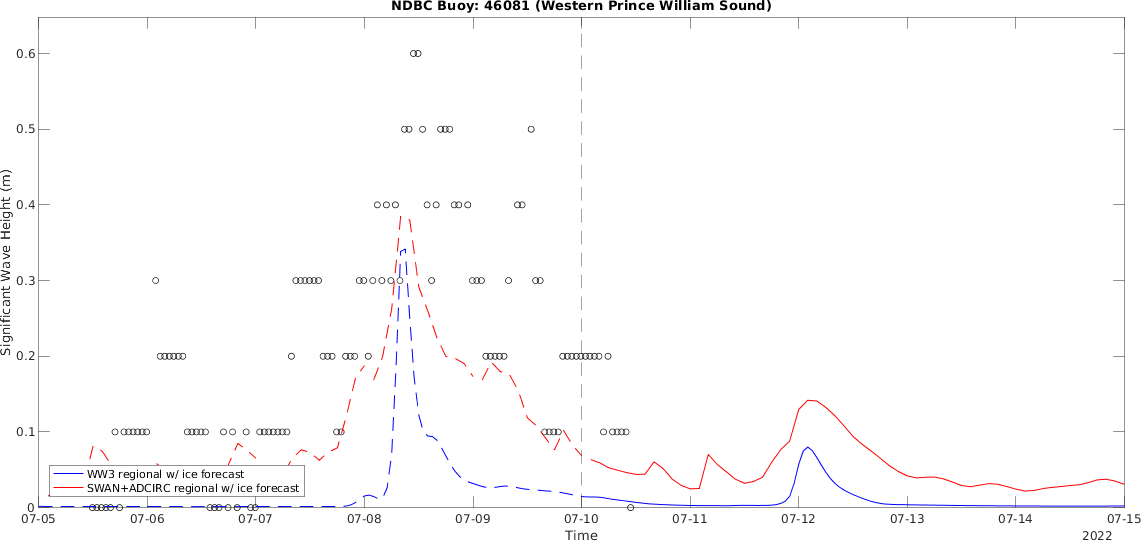 NDBC Buoy: 46081 (Western Prince William Sound)
Significant Wave Height (m)
0.6
0.5
0.4
0.3
0.2
0.1
0
WW3 regional w/ ice forecast
SWAN+ADCIRC regional w/ ice forecast
07-05 07-06 07-07 07-08 07-09 07-10 07-11 07-12 07-13 07-14 07-15
Time
2022